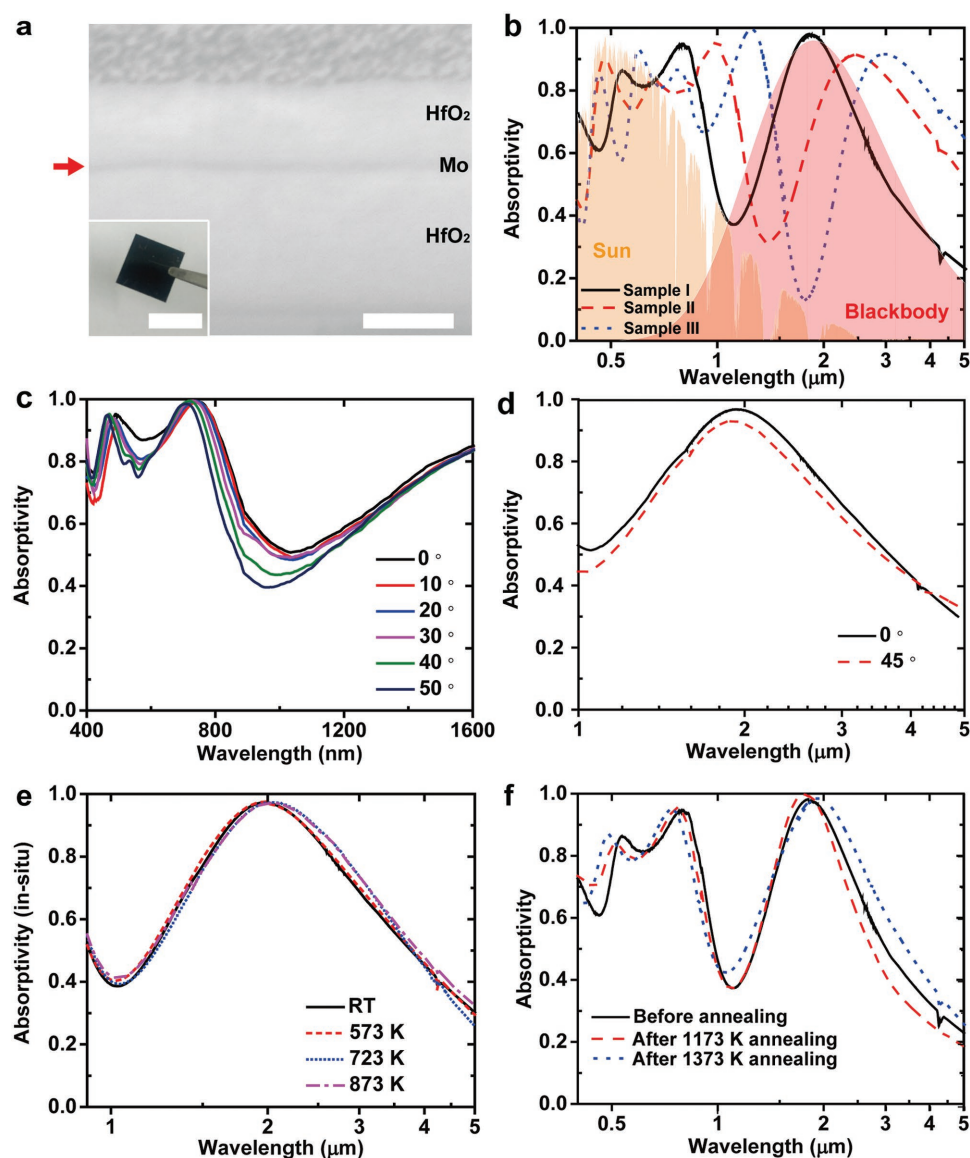 a
HfO₂
Mo
HfO₂
b
1.0
0.8
0.6
0.4
0.2
0.0
Absorptivity
Sun
Blackbody
Sample I
Sample II
Sample III
0.5 1 2 3 4 5
Wavelength (μm)
c
1.0
0.8
0.6
0.4
0.2
0.0
Absorptivity
0 °
10 °
20 °
30 °
40 °
50 °
400 800 1200 1600
Wavelength (nm)
d
1.0
0.8
0.6
0.4
0.2
0.0
Absorptivity
0 °
45 °
1 2 3 4 5
Wavelength (μm)
e
1.0
0.8
0.6
0.4
0.2
0.0
Absorptivity (in-situ)
RT
573 K
723 K
873 K
1 2 3 4 5
Wavelength (μm)
f
1.0
0.8
0.6
0.4
0.2
0.0
Absorptivity
Before annealing
After 1173 K annealing
After 1373 K annealing
0.5 1 2 3 4 5
Wavelength (μm)